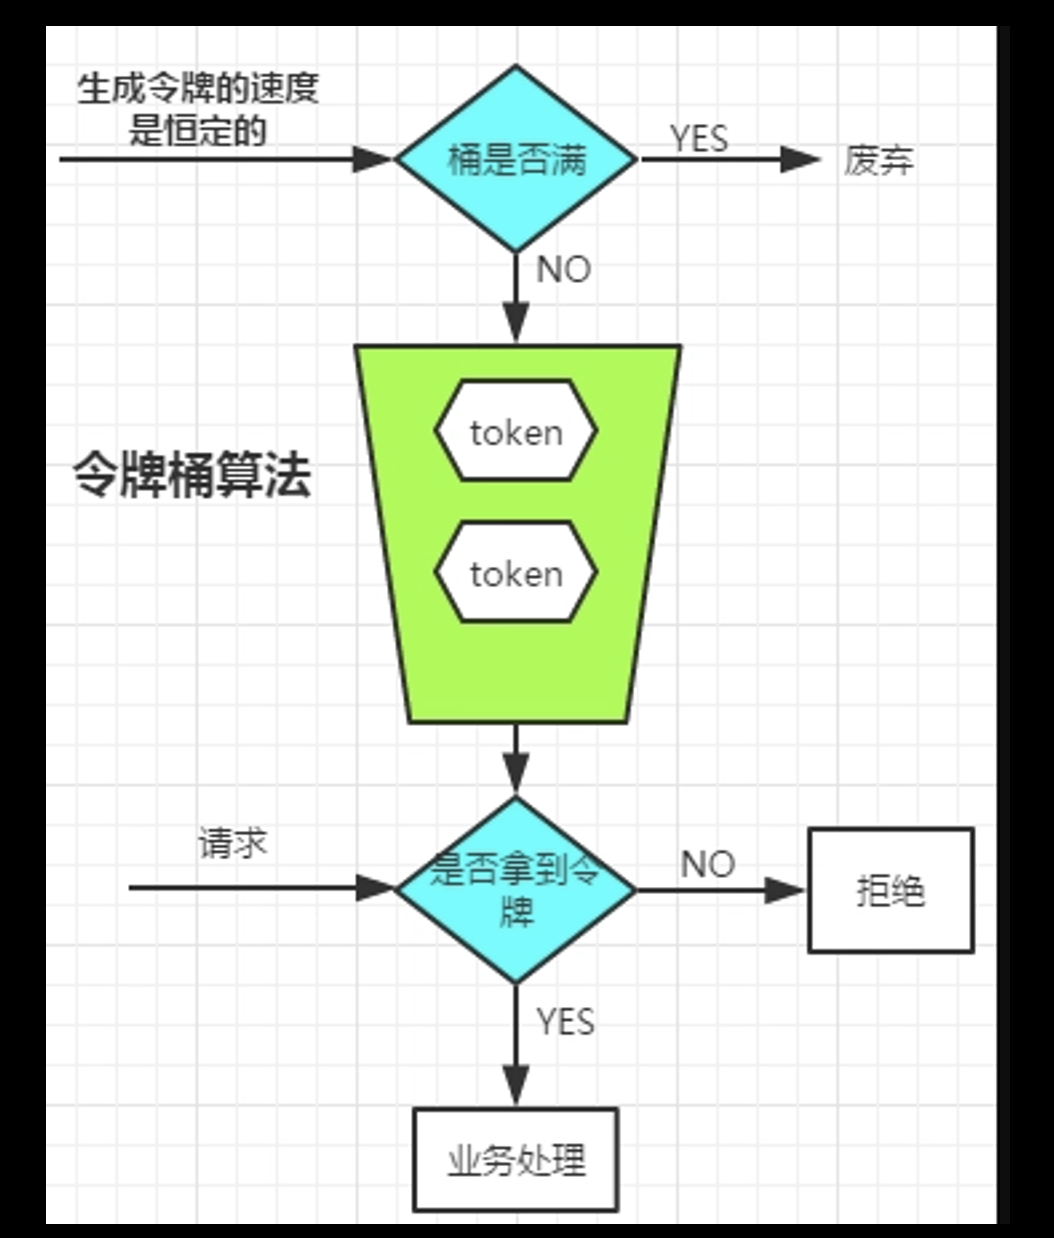 生成令牌的速度
是恒定的
桶是否满
YES
废弃
NO
token
令牌桶算法
token
请求
是否拿到令
牌
NO
拒绝
YES
业务处理